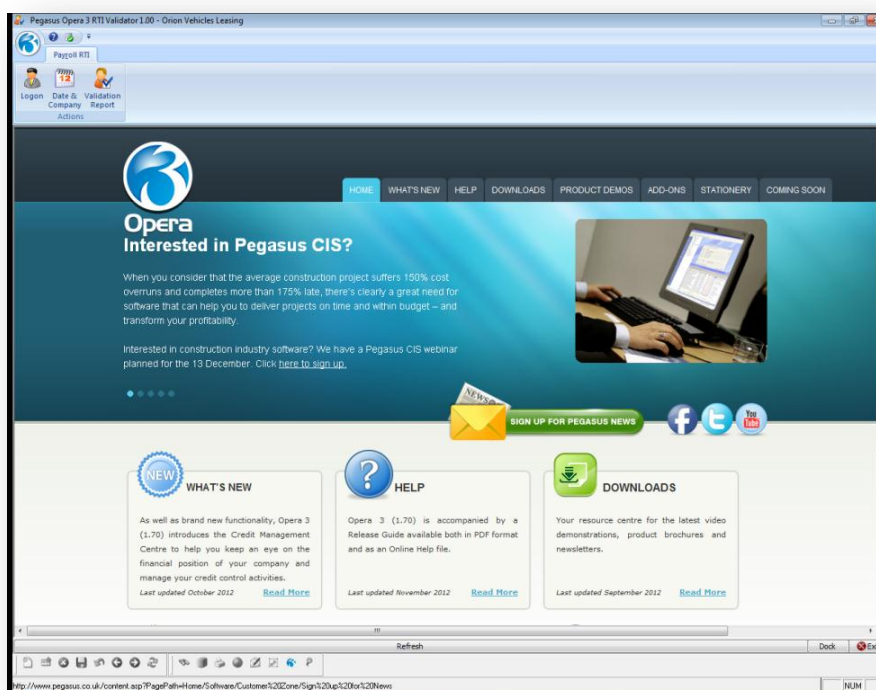 Pegasus Opera 3 RTI Validator 1.00 - Orion Vehicles Leasing
Payroll RTI
Logon
Date & Company
Validation Report
Actions
HOME WHAT'S NEW HELP DOWNLOADS PRODUCT DEMOS ADD-ONS STATIONERY COMING SOON
Opera
Interested in Pegasus CIS?
When you consider that the average construction project suffers 150% cost
overruns and completes more than 175% late, there's clearly a great need for
software that can help you to deliver projects on time and within budget – and
transform your profitability.
Interested in construction industry software? We have a Pegasus CIS webinar
planned for the 13 December. Click here to sign up.
NEWS
SIGN UP FOR PEGASUS NEWS
You
Tube
NEW
WHAT'S NEW
As well as brand new functionality, Opera 3
(1.70) introduces the Credit Management
Centre to help you keep an eye on the
financial position of your company and
manage your credit control activities.
Last updated October 2012 Read More
HELP
Opera 3 (1.70) is accompanied by a
Release Guide available both in PDF format
and as an Online Help file.
Last updated November 2012 Read More
DOWNLOADS
Your resource centre for the latest video
demonstrations, product brochures and
newsletters.
Last updated September 2012 Read More
Refresh
Dock
Ex
http://www.pegasus.co.uk/content.asp?PagePath=Home/Software/Customer%20Zone/Sign%20up%20for%20News
NUM